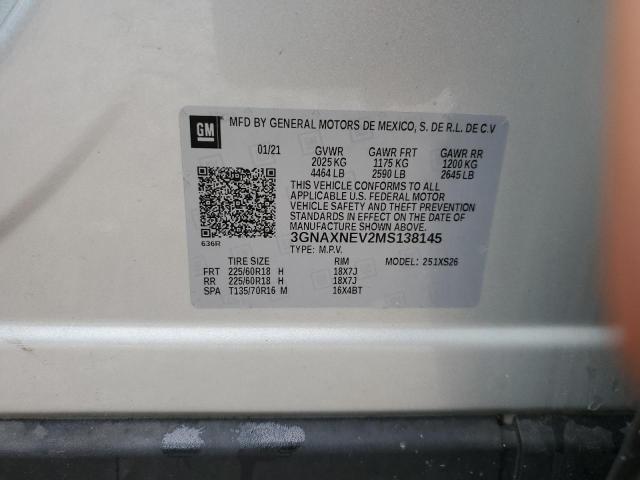 GM MFD BY GENERAL MOTORS DE MEXICO, S. DE R.L. DE C.V
01/21 GVWR GAWR FRT GAWR RR
2025 KG 1175 KG 1200 KG
4464 LB 2590 LB 2645 LB
THIS VEHICLE CONFORMS TO ALL
APPLICABLE U.S. FEDERAL MOTOR
VEHICLE SAFETY AND THEFT PREVENTION
STANDARDS IN EFFECT ON THE DATE OF
MANUFACTURE SHOWN ABOVE.
3GNAXNEV2MS138145
636R TYPE: M.P.V.
TIRE SIZE RIM MODEL: 251XS26
FRT 225/60R18 H 18X7J
RR 225/60R18 H 18X7J
SPA T135/70R16 M 16X4BT